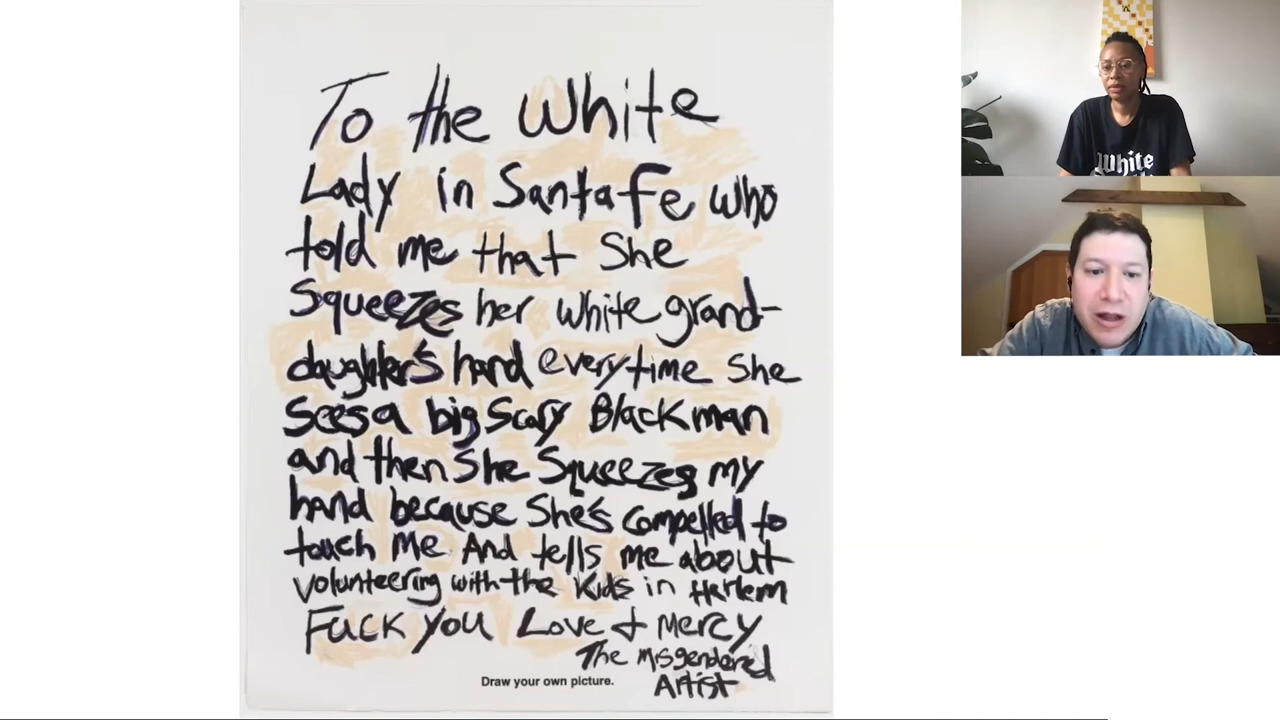 To the White
Lady in Santa Fe who
told me that She
Squeezes her white grand-
daughter's hand everytime She
Sees a big Scary Black man
and then She Squeezes my
hand because She's compelled to
touch me And tells me about
volunteering with the Kids in Harlem
Fuck you Love & Mercy
The Misgendered
Artist
Draw your own picture.
White